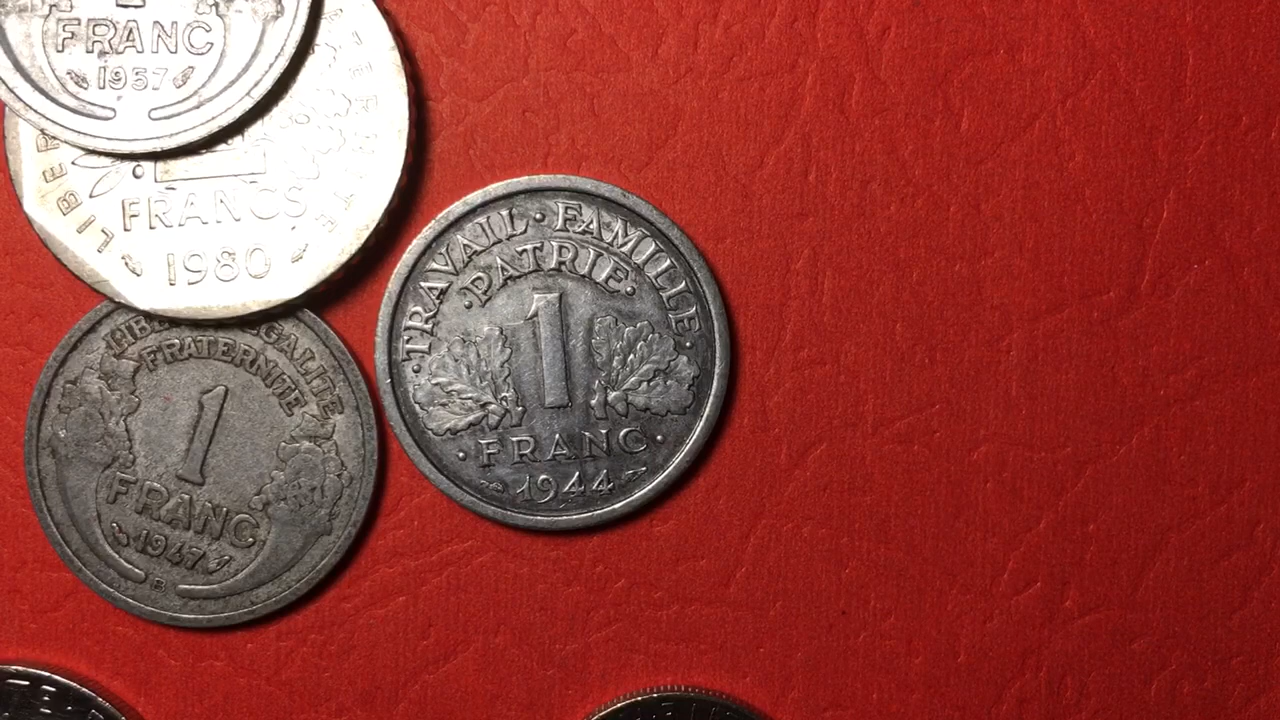 FRANC
1957
FRANCS
1980
TRAVAIL · FAMILLE
· PATRIE ·
1
· FRANC ·
1944
FRATERNITE
1
FRANC
1947
B